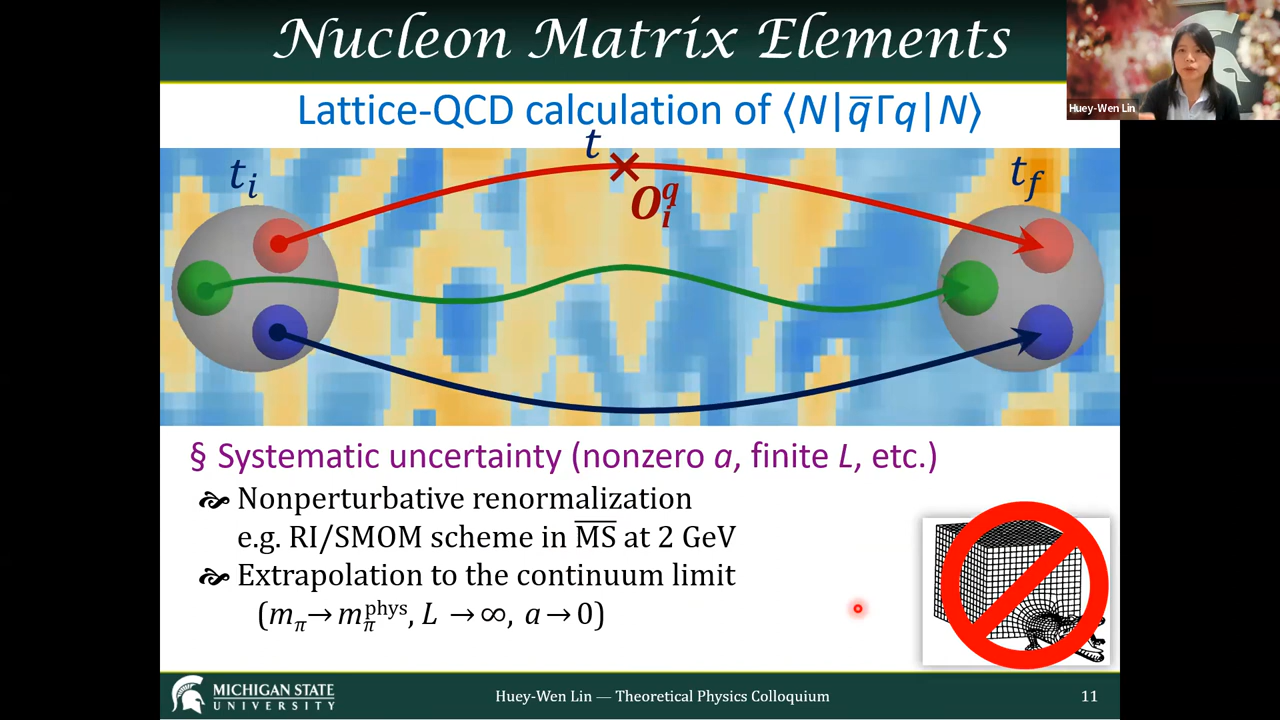 Nucleon Matrix Elements
Huey-Wen Lin
Lattice-QCD calculation of ⟨N|q̅Γq|N⟩
t
t_i
t_f
O_i^q
§ Systematic uncertainty (nonzero a, finite L, etc.)
Nonperturbative renormalization
e.g. RI/SMOM scheme in M̅S̅ at 2 GeV
Extrapolation to the continuum limit
(m_π→m_π^phys, L →∞, a→0)
MICHIGAN STATE
UNIVERSITY
Huey-Wen Lin — Theoretical Physics Colloquium
11